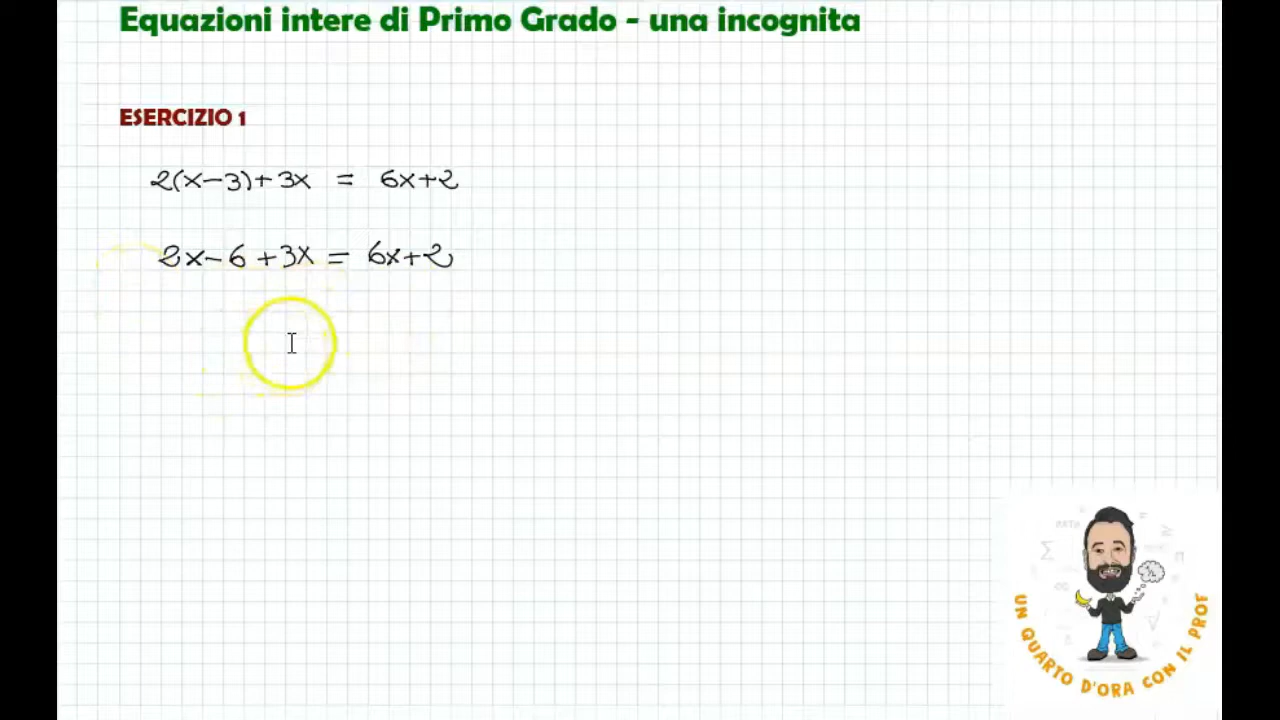 Equazioni intere di Primo Grado - una incognita
ESERCIZIO 1
2(x-3)+3x = 6x+2
2x-6+3x = 6x+2
UN QUARTO D'ORA CON IL PROF